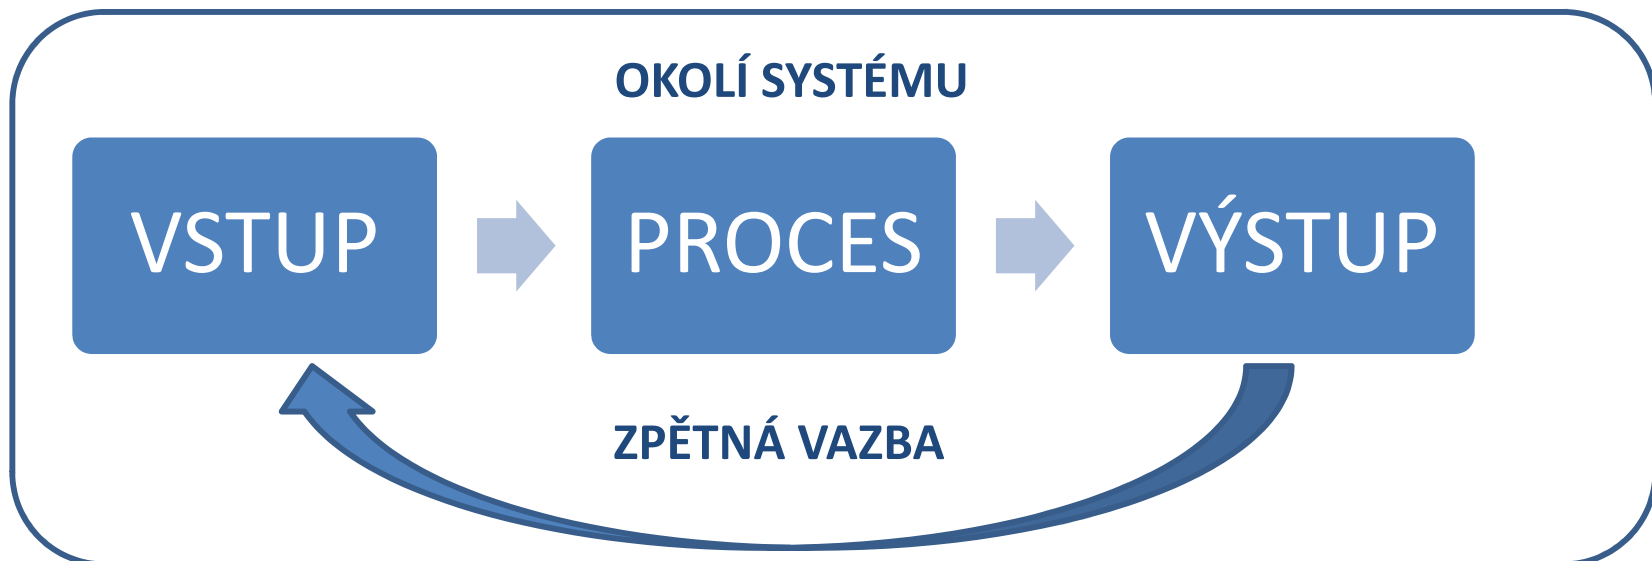 OKOLÍ SYSTÉMU
VSTUP
PROCES
VÝSTUP
ZPĚTNÁ VAZBA